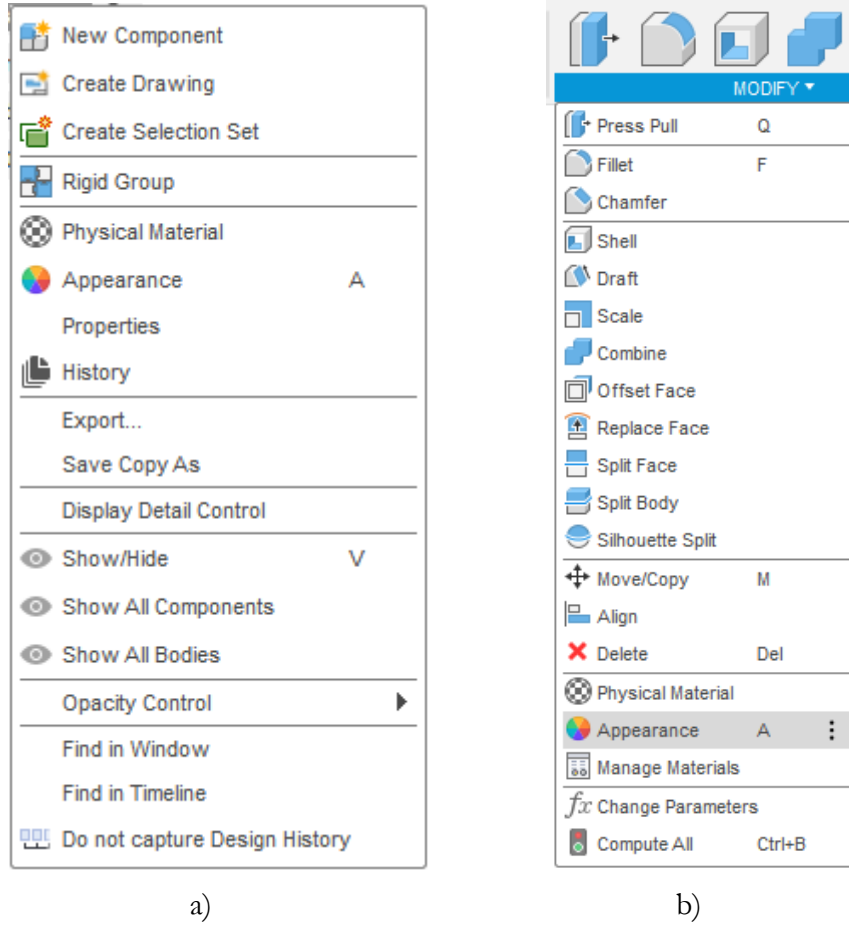 New Component
Create Drawing
Create Selection Set
Rigid Group
Physical Material
Appearance A
Properties
History
Export...
Save Copy As
Display Detail Control
Show/Hide V
Show All Components
Show All Bodies
Opacity Control
Find in Window
Find in Timeline
Do not capture Design History
a)
MODIFY
Press Pull Q
Fillet F
Chamfer
Shell
Draft
Scale
Combine
Offset Face
Replace Face
Split Face
Split Body
Silhouette Split
Move/Copy M
Align
Delete Del
Physical Material
Appearance A
Manage Materials
fx Change Parameters
Compute All Ctrl+B
b)